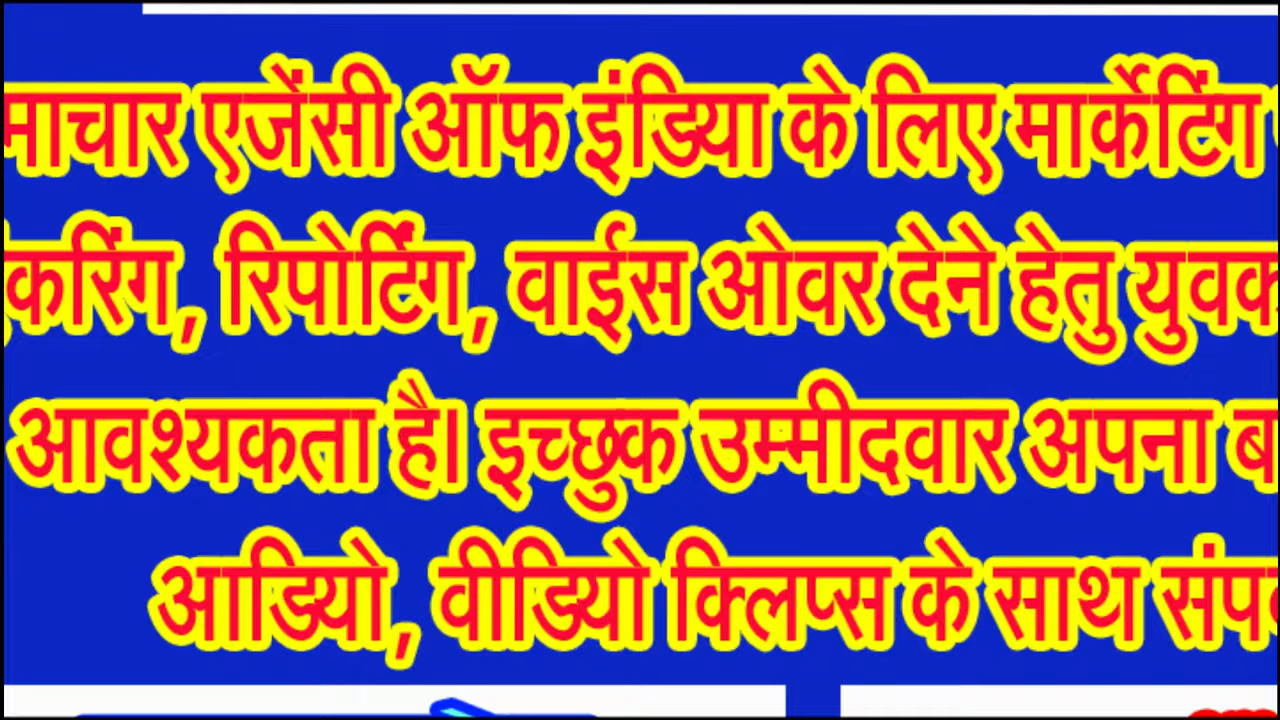 माचार एजेंसी ऑफ इंडिया के लिए मार्केटिंग
करिंग, रिपोर्टिंग, वाईस ओवर देने हेतु युवक
आवश्यकता है। इच्छुक उम्मीदवार अपना ब
आडियो, वीडियो क्लिप्स के साथ संप